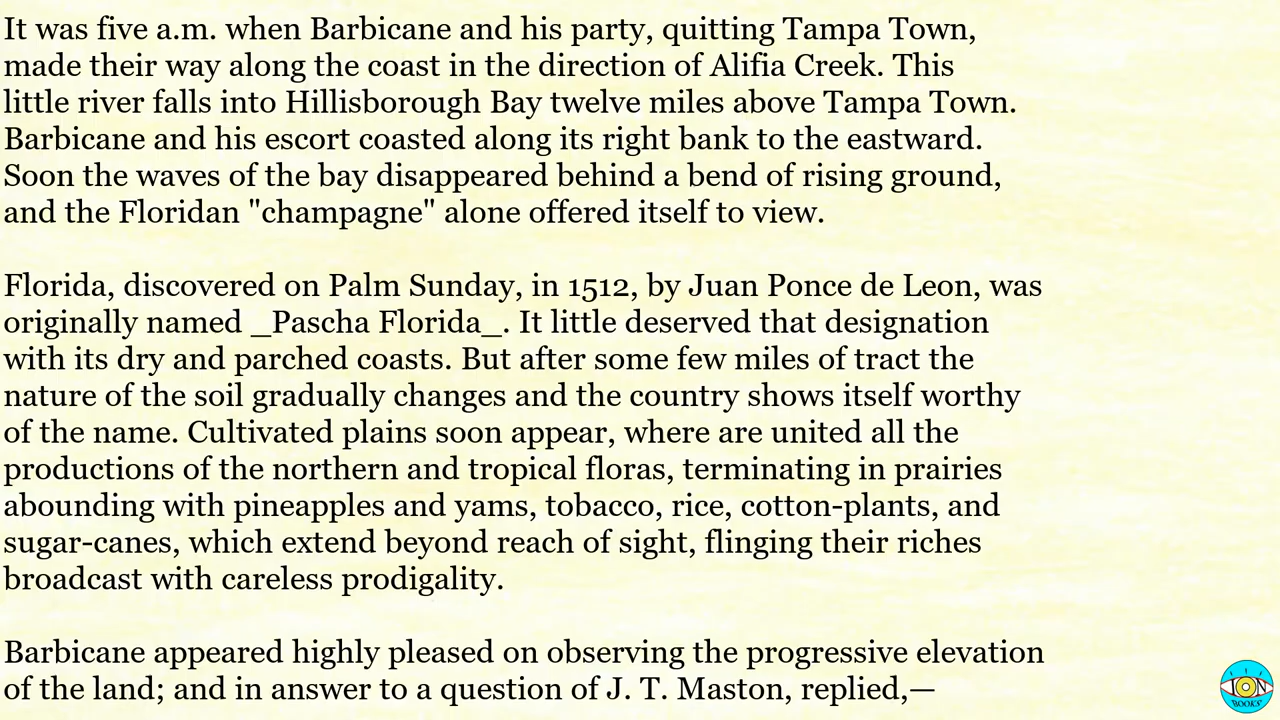 It was five a.m. when Barbicane and his party, quitting Tampa Town,
made their way along the coast in the direction of Alifia Creek. This
little river falls into Hillisborough Bay twelve miles above Tampa Town.
Barbicane and his escort coasted along its right bank to the eastward.
Soon the waves of the bay disappeared behind a bend of rising ground,
and the Floridan "champagne" alone offered itself to view.
Florida, discovered on Palm Sunday, in 1512, by Juan Ponce de Leon, was
originally named _Pascha Florida_. It little deserved that designation
with its dry and parched coasts. But after some few miles of tract the
nature of the soil gradually changes and the country shows itself worthy
of the name. Cultivated plains soon appear, where are united all the
productions of the northern and tropical floras, terminating in prairies
abounding with pineapples and yams, tobacco, rice, cotton-plants, and
sugar-canes, which extend beyond reach of sight, flinging their riches
broadcast with careless prodigality.
Barbicane appeared highly pleased on observing the progressive elevation
of the land; and in answer to a question of J. T. Maston, replied,—
ION
BOOKS